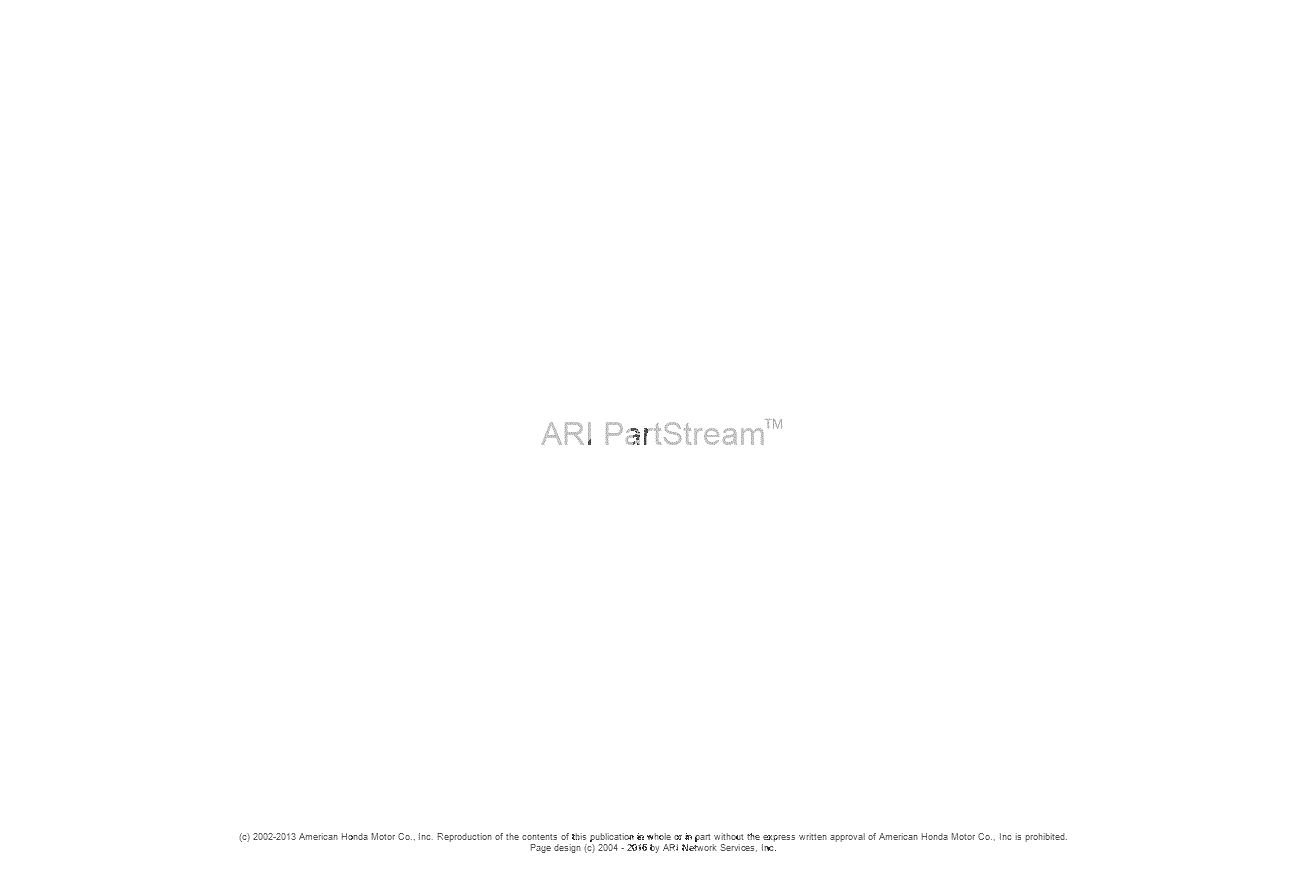 ARI PartStream™
(c) 2002-2013 American Honda Motor Co., Inc. Reproduction of the contents of this publication in whole or in part without the express written approval of American Honda Motor Co., Inc is prohibited.
Page design (c) 2004 - 2016 by ARI Network Services, Inc.